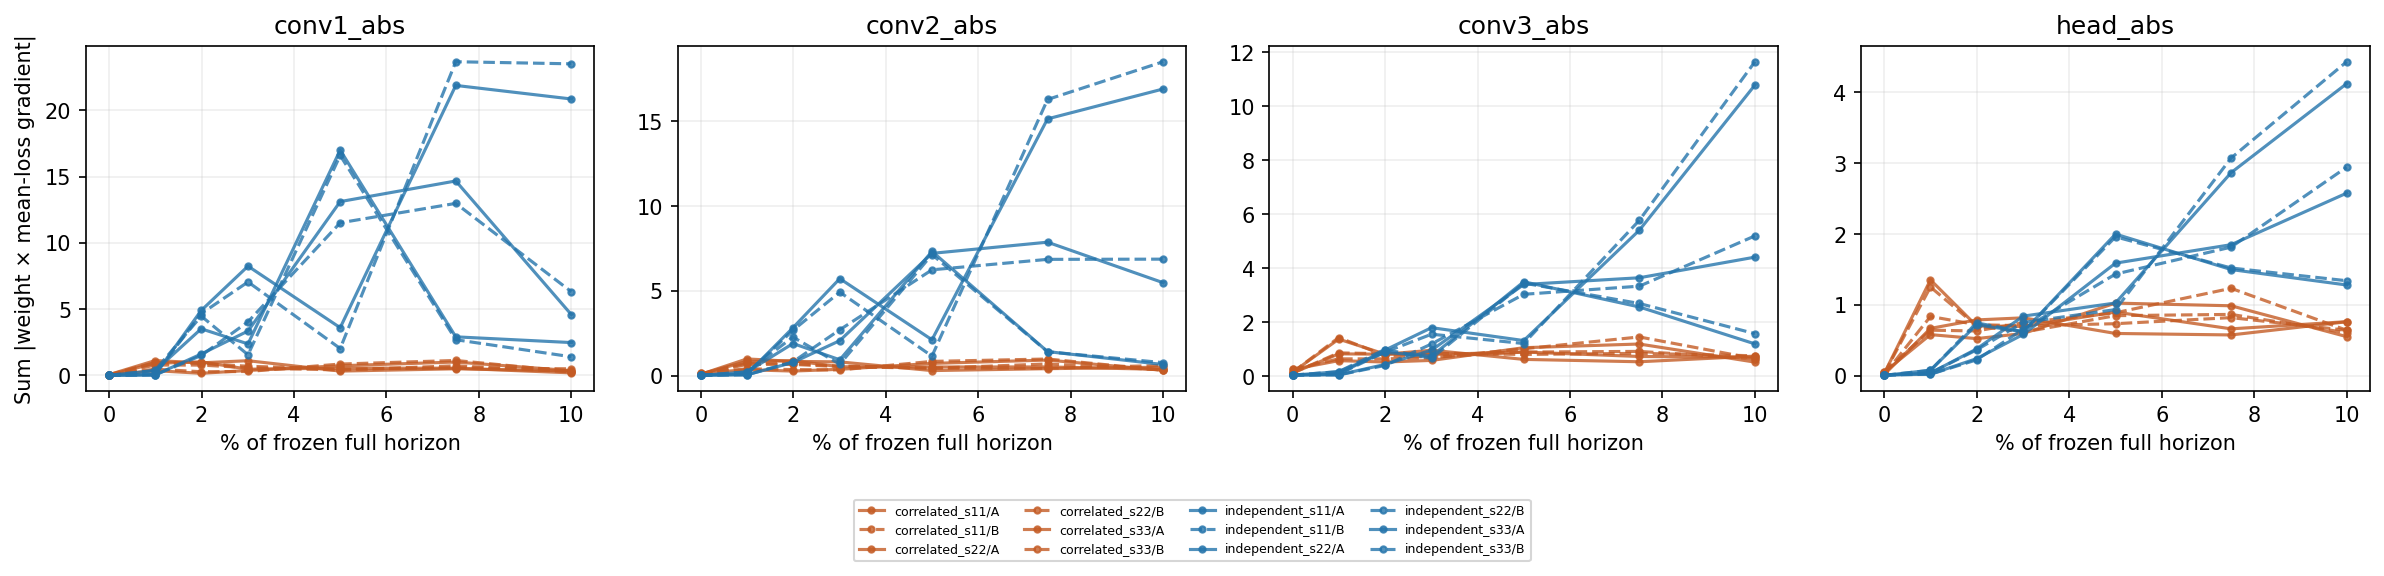 conv1_abs
conv2_abs
conv3_abs
head_abs
Sum |weight × mean-loss gradient|
20
15
10
5
0
15
10
5
0
12
10
8
6
4
2
0
4
3
2
1
0
0 2 4 6 8 10
0 2 4 6 8 10
0 2 4 6 8 10
0 2 4 6 8 10
% of frozen full horizon
% of frozen full horizon
% of frozen full horizon
% of frozen full horizon
correlated_s11/A
correlated_s11/B
correlated_s22/A
correlated_s22/B
correlated_s33/A
correlated_s33/B
independent_s11/A
independent_s11/B
independent_s22/A
independent_s22/B
independent_s33/A
independent_s33/B